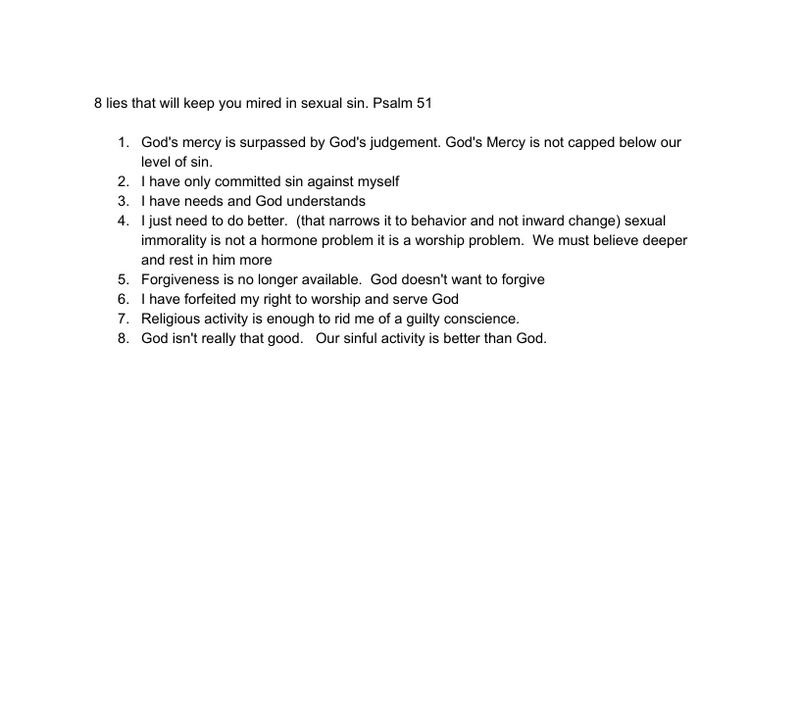 8 lies that will keep you mired in sexual sin. Psalm 51
1. God's mercy is surpassed by God's judgement. God's Mercy is not capped below our
level of sin.
2. I have only committed sin against myself
3. I have needs and God understands
4. I just need to do better.  (that narrows it to behavior and not inward change) sexual
immorality is not a hormone problem it is a worship problem.  We must believe deeper
and rest in him more
5. Forgiveness is no longer available.  God doesn't want to forgive
6. I have forfeited my right to worship and serve God
7. Religious activity is enough to rid me of a guilty conscience.
8. God isn't really that good.   Our sinful activity is better than God.